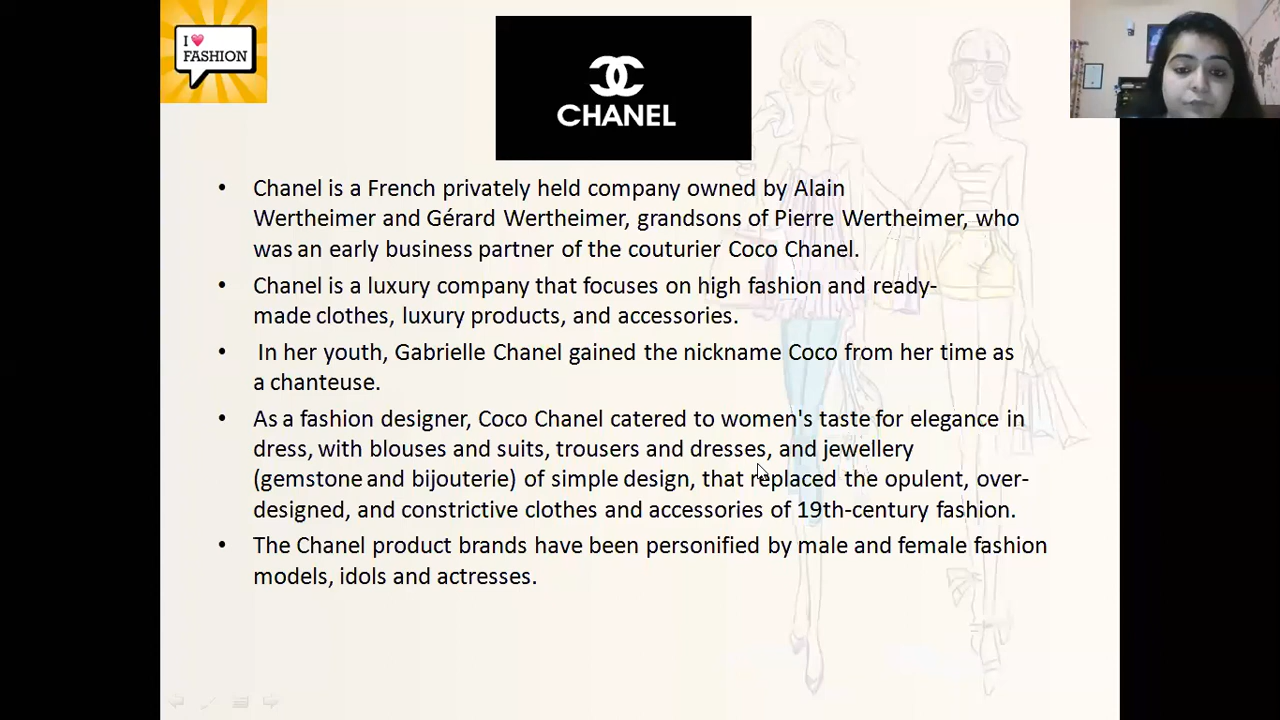 I
FASHION
CHANEL
• Chanel is a French privately held company owned by Alain
Wertheimer and Gérard Wertheimer, grandsons of Pierre Wertheimer, who
was an early business partner of the couturier Coco Chanel.
• Chanel is a luxury company that focuses on high fashion and ready-
made clothes, luxury products, and accessories.
• In her youth, Gabrielle Chanel gained the nickname Coco from her time as
a chanteuse.
• As a fashion designer, Coco Chanel catered to women's taste for elegance in
dress, with blouses and suits, trousers and dresses, and jewellery
(gemstone and bijouterie) of simple design, that replaced the opulent, over-
designed, and constrictive clothes and accessories of 19th-century fashion.
• The Chanel product brands have been personified by male and female fashion
models, idols and actresses.